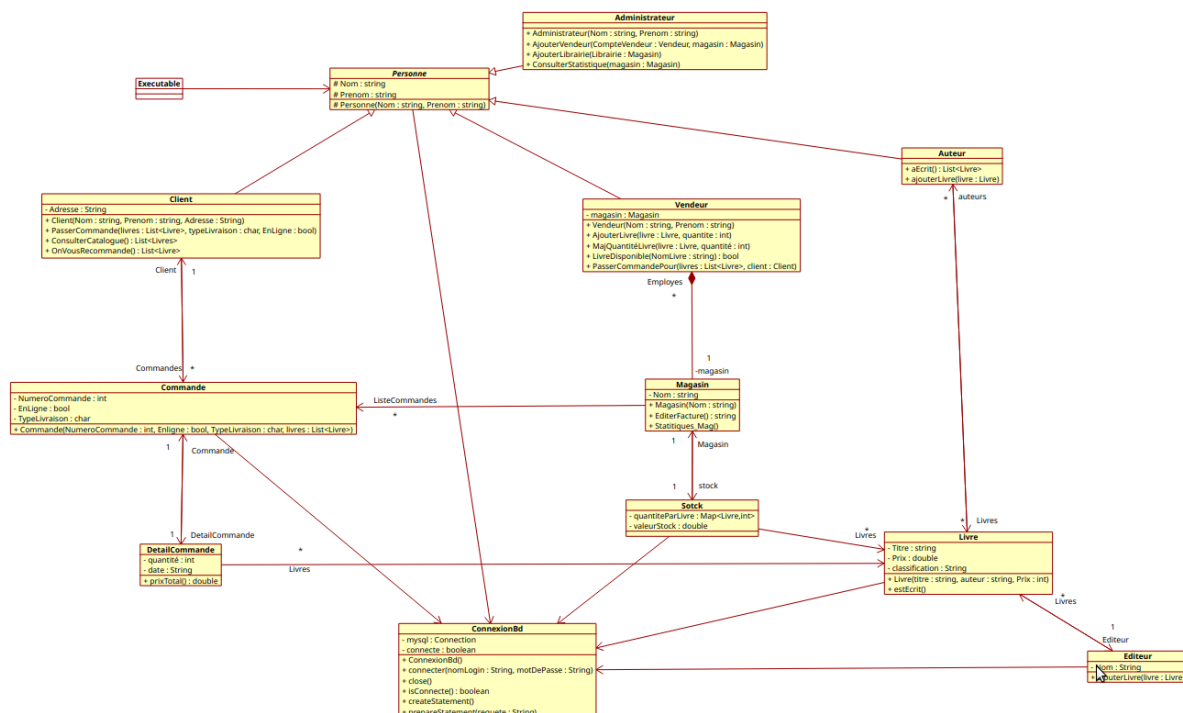 Administrateur
+ Administrateur(Nom : string, Prenom : string)
+ AjouterVendeur(CompteVendeur : Vendeur, magasin : Magasin)
+ AjouterLibrairie(Librairie : Magasin)
+ ConsulterStatistique(magasin : Magasin)
Executable
Personne
# Nom : string
# Prenom : string
# Personne(Nom : string, Prenom : string)
Auteur
+ aEcrit() : List<Livre>
+ ajouterLivre(livre : Livre)
* auteurs
Client
- Adresse : String
+ Client(Nom : string, Prenom : string, Adresse : String)
+ PasserCommande(livres : List<Livre>, typeLivraison : char, EnLigne : bool)
+ ConsulterCatalogue() : List<Livres>
+ OnVousRecommande() : List<Livre>
Client 1
Vendeur
- magasin : Magasin
+ Vendeur(Nom : string, Prenom : string)
+ AjouterLivre(livre : Livre, quantite : int)
+ MajQuantitéLivre(livre : Livre, quantité : int)
+ LivreDisponible(NomLivre : string) : bool
+ PasserCommandePour(livres : List<Livre>, client : Client)
Employes
*
1
-magasin
Commandes *
Commande
- NumeroCommande : int
- EnLigne : bool
- TypeLivraison : char
+ Commande(NumeroCommande : int, Enligne : bool, TypeLivraison : char, livres : List<Livre>)
ListeCommandes
*
Magasin
- Nom : string
+ Magasin(Nom : string)
+ EditerFacture() : string
+ Statitiques_Mag()
1 Magasin
1 stock
1 Commande
1 DetailCommande
Sotck
- quantiteParLivre : Map<Livre,int>
- valeurStock : double
*
Livres
* Livres
DetailCommande
- quantité : int
- date : String
+ prixTotal() : double
*
Livres
Livre
- Titre : string
- Prix : double
- classification : String
+ Livre(titre : string, auteur : string, Prix : int)
+ estEcrit()
*
Livres
1
Editeur
ConnexionBd
- mysql : Connection
- connecte : boolean
+ ConnexionBd()
+ connecter(nomLogin : String, motDePasse : String)
+ close()
+ isConnecte() : boolean
+ createStatement()
+ prepareStatement(requete : String)
Editeur
- : String
+ (livre : Livre